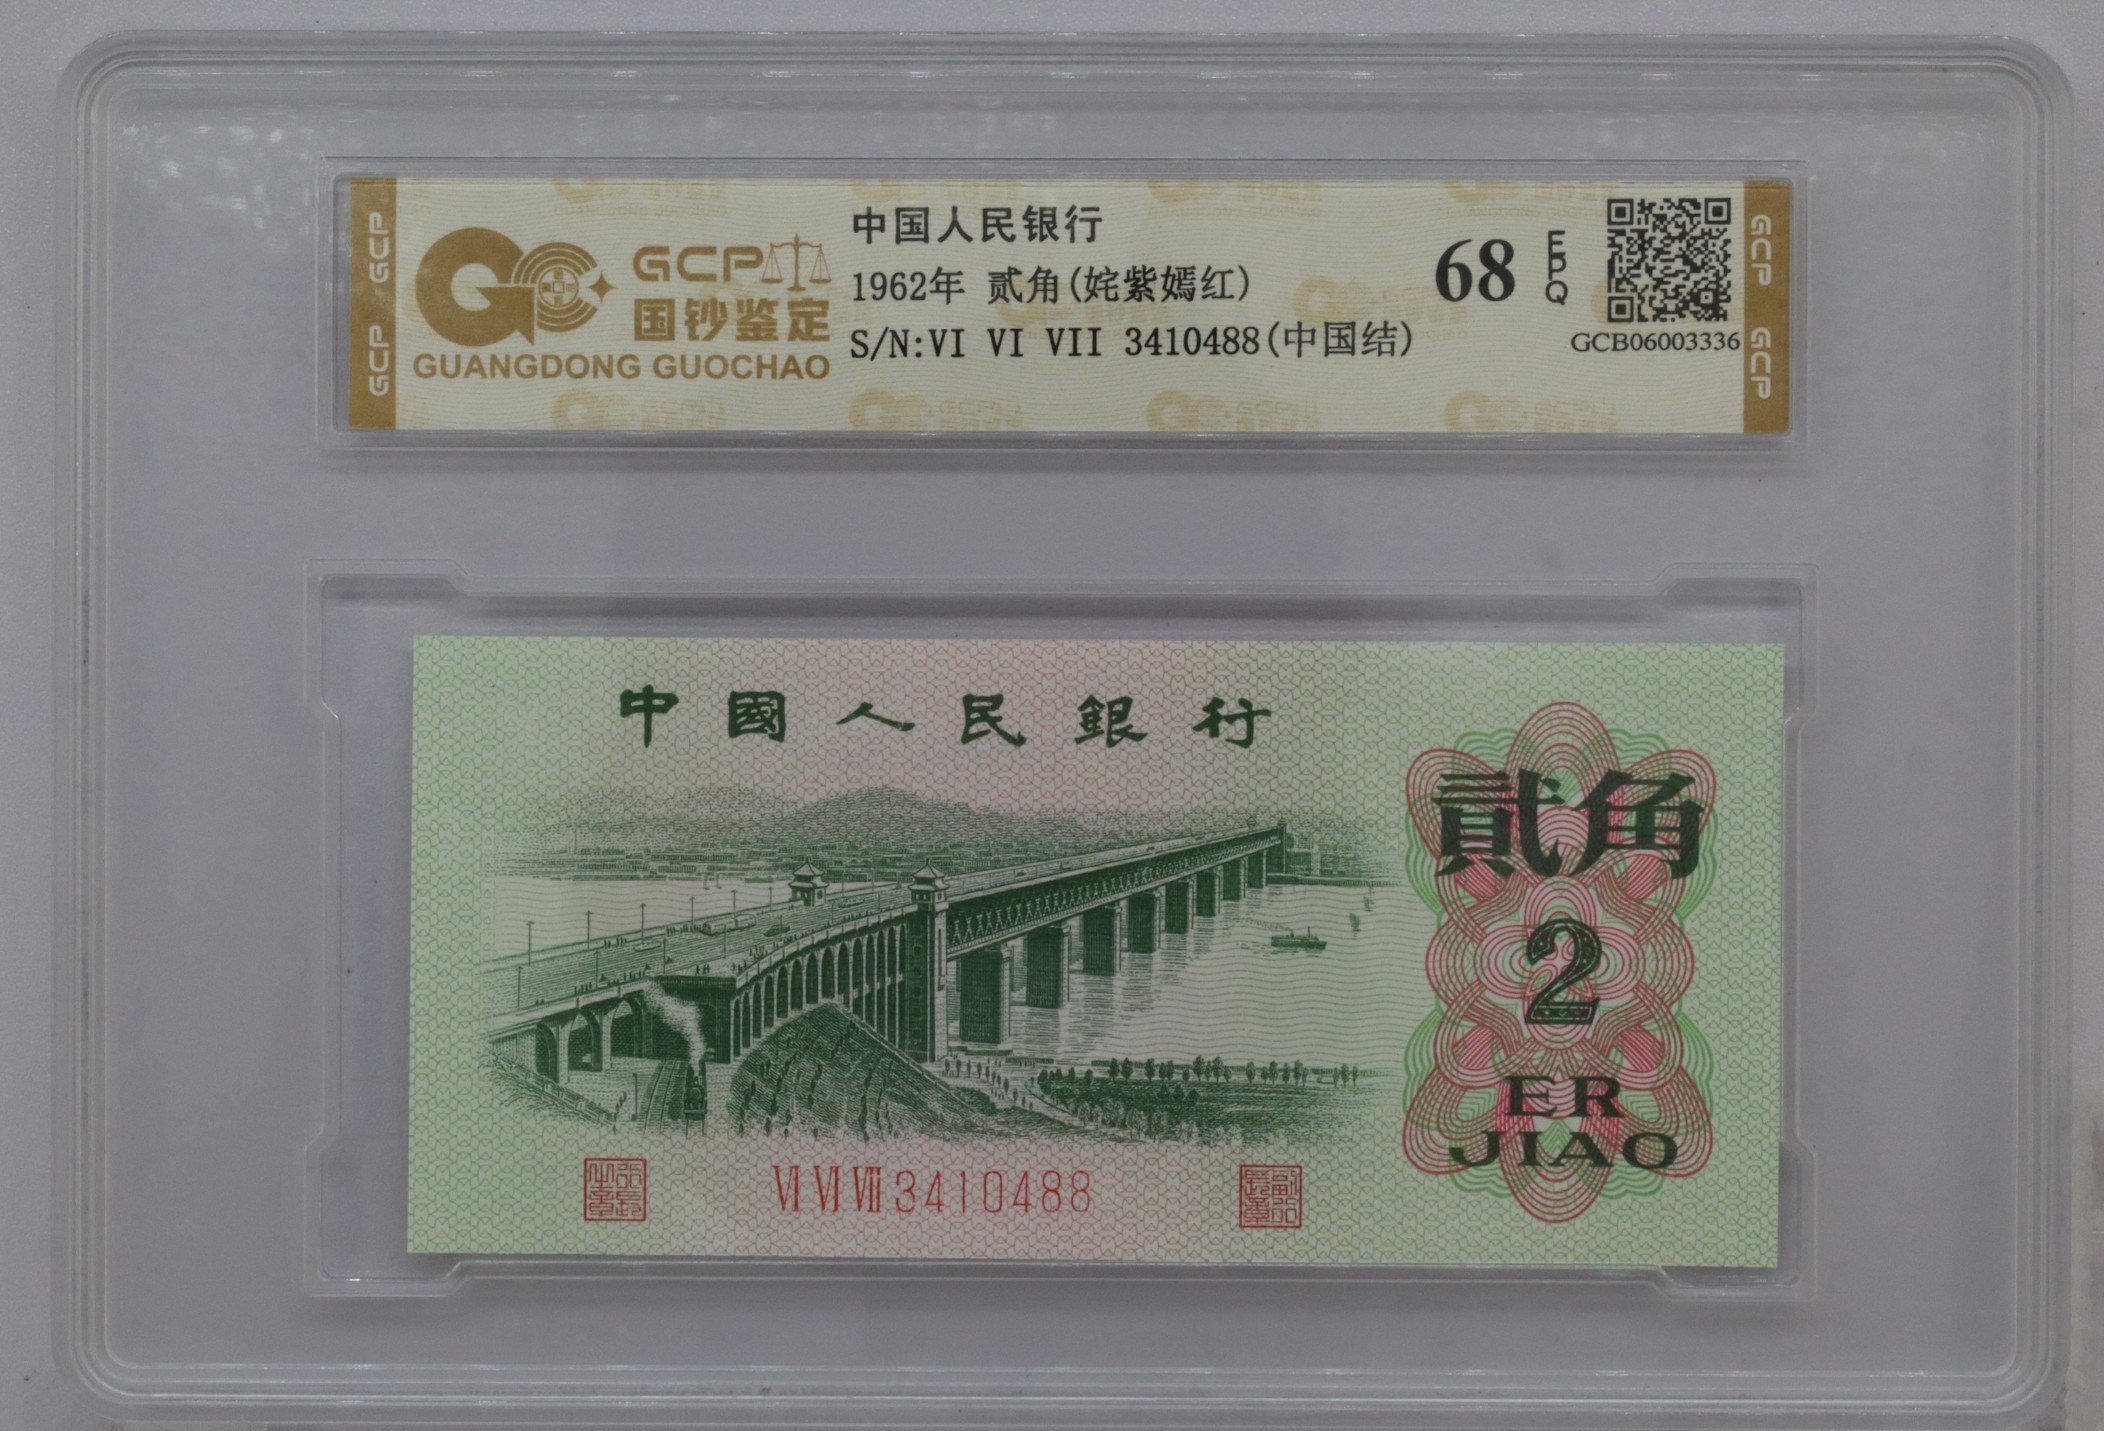 GCP GCP
GCP
国钞鉴定
GUANGDONG GUOCHAO
中国人民银行
1962年 贰角(姹紫嫣红)
S/N:VI VI VII 3410488(中国结)
68 EPQ
GCB06003336
GCP GCP
中國人民銀行
貳角
2
ER
JIAO
VI VI VII 3410488